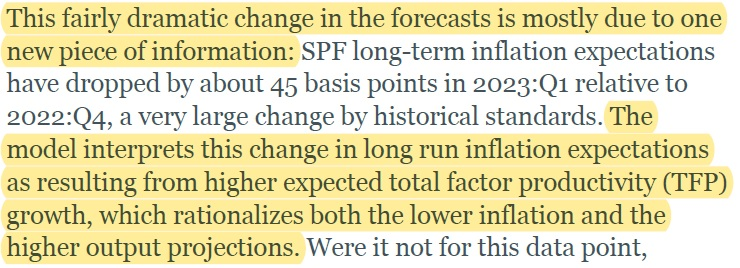 This fairly dramatic change in the forecasts is mostly due to one
new piece of information: SPF long-term inflation expectations
have dropped by about 45 basis points in 2023:Q1 relative to
2022:Q4, a very large change by historical standards. The
model interprets this change in long run inflation expectations
as resulting from higher expected total factor productivity (TFP)
growth, which rationalizes both the lower inflation and the
higher output projections. Were it not for this data point,